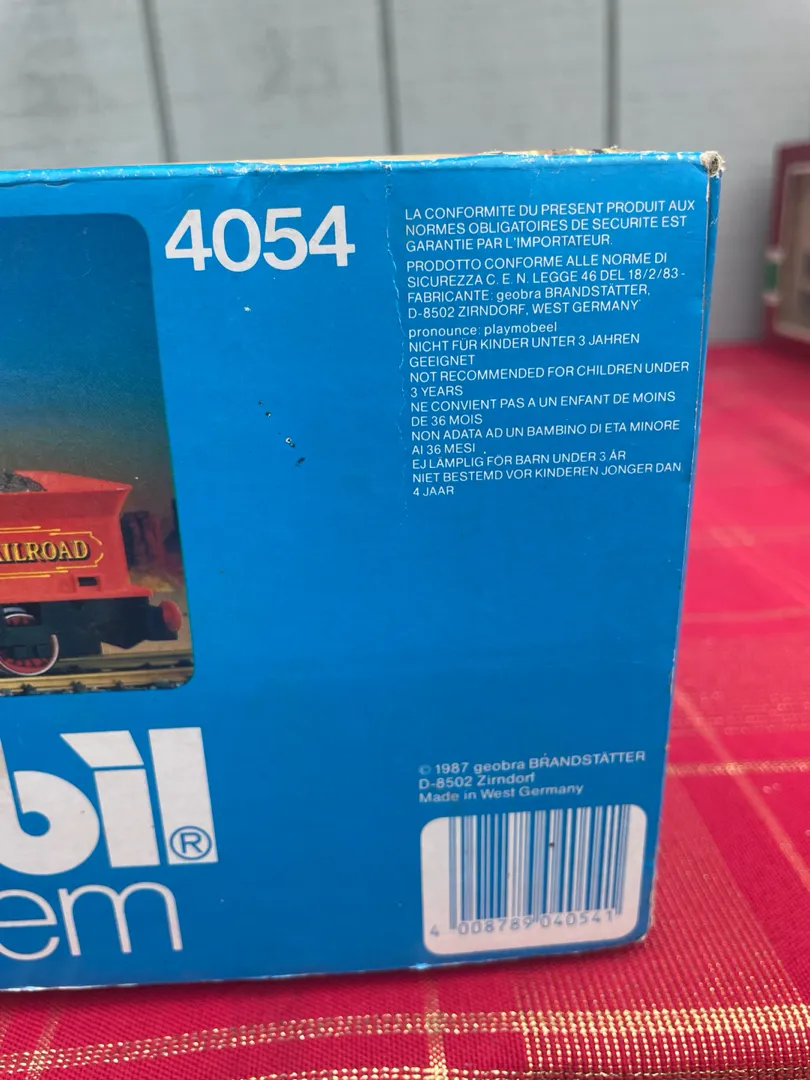 4054
LA CONFORMITE DU PRESENT PRODUIT AUX
NORMES OBLIGATOIRES DE SECURITE EST
GARANTIE PAR L'IMPORTATEUR.
PRODOTTO CONFORME ALLE NORME DI
SICUREZZA C. E. N. LEGGE 46 DEL 18/2/83 -
FABRICANTE: geobra BRANDSTÄTTER,
D-8502 ZIRNDORF, WEST GERMANY
pronounce: playmobeel
NICHT FÜR KINDER UNTER 3 JAHREN
GEEIGNET
NOT RECOMMENDED FOR CHILDREN UNDER
3 YEARS
NE CONVIENT PAS A UN ENFANT DE MOINS
DE 36 MOIS
NON ADATA AD UN BAMBINO DI ETA MINORE
AI 36 MESI
EJ LÄMPLIG FÖR BARN UNDER 3 ÅR
NIET BESTEMD VOR KINDEREN JONGER DAN
4 JAAR
AILROAD
bil®
em
© 1987 geobra BRANDSTÄTTER
D-8502 Zirndorf
Made in West Germany
4 008789 040541